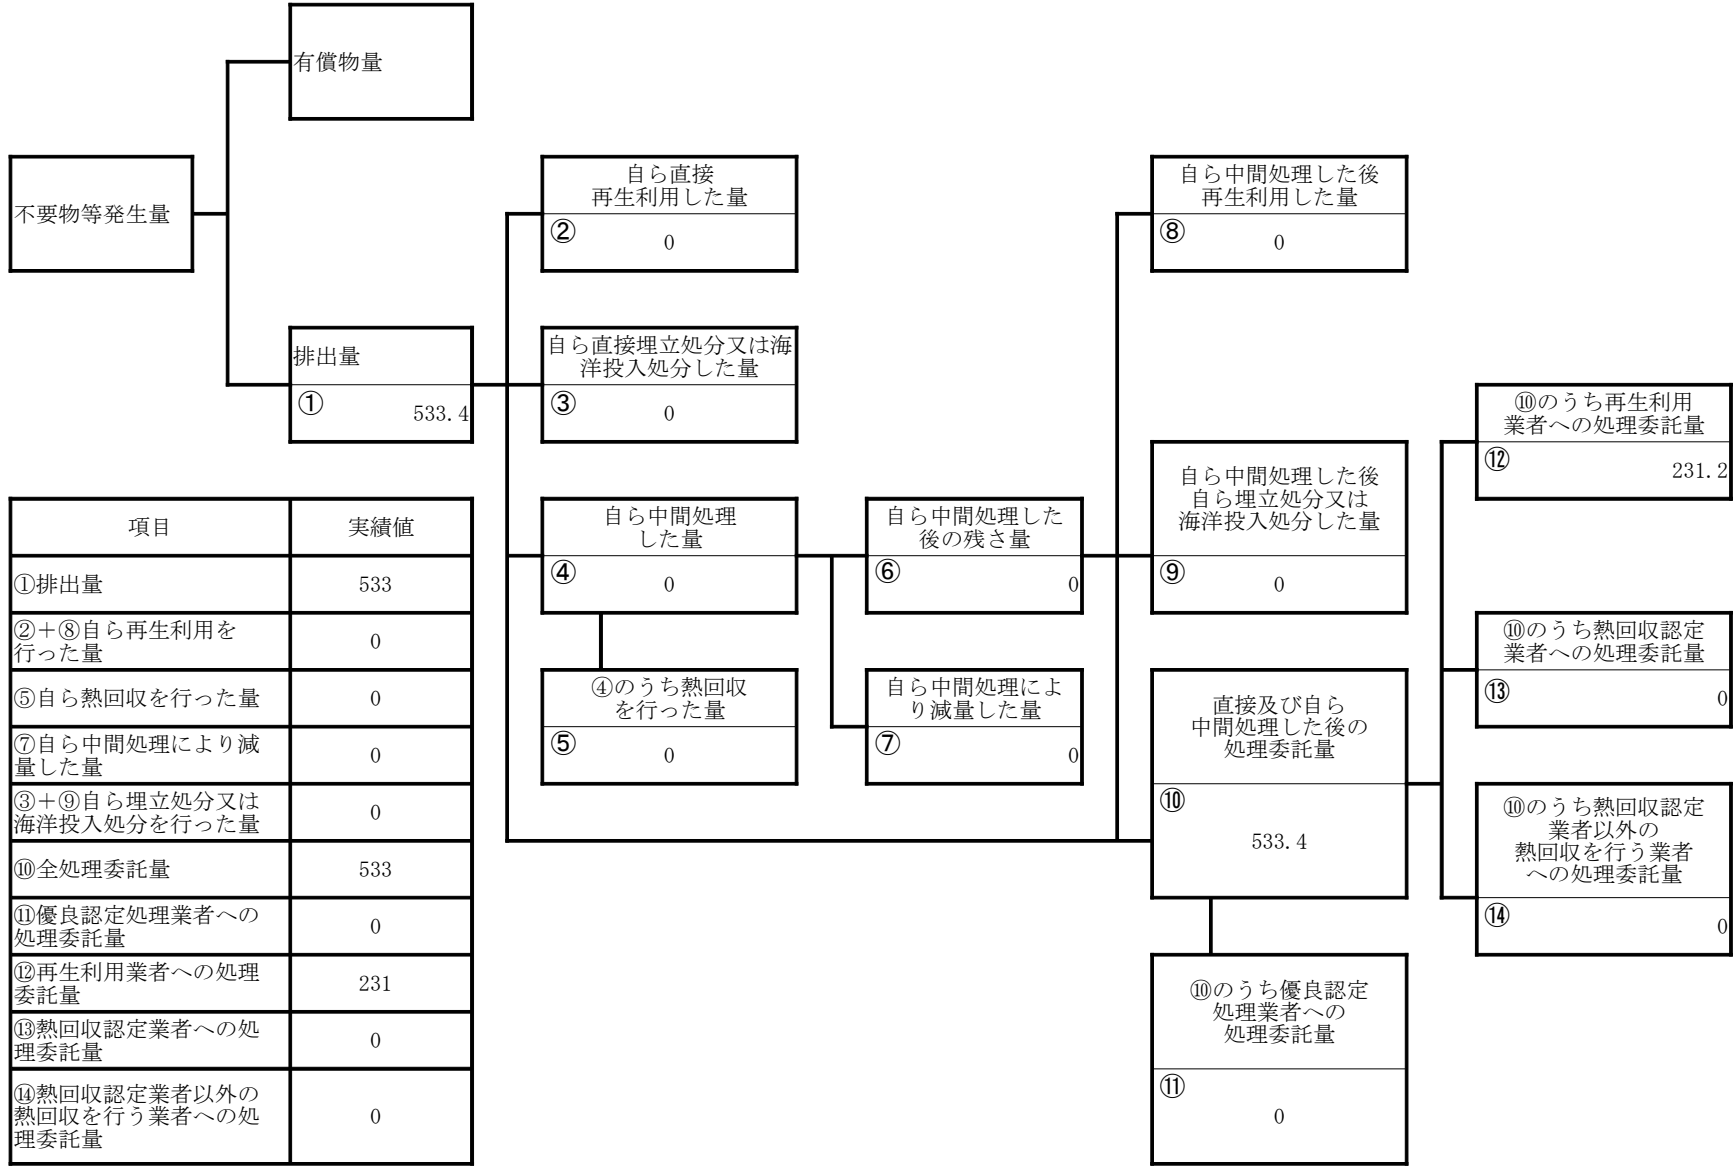 有償物量
不要物等発生量
排出量
①
533.4
自ら直接
再生利用した量
②
0
自ら直接埋立処分又は海
洋投入処分した量
③
0
自ら中間処理
した量
④
0
④のうち熱回収
を行った量
⑤
0
自ら中間処理した
後の残さ量
⑥
0
自ら中間処理によ
り減量した量
⑦
0
自ら中間処理した後
再生利用した量
⑧
0
自ら中間処理した後
自ら埋立処分又は
海洋投入処分した量
⑨
0
直接及び自ら
中間処理した後の
処理委託量
⑩
533.4
⑩のうち優良認定
処理業者への
処理委託量
⑪
0
⑩のうち再生利用
業者への処理委託量
⑫
231.2
⑩のうち熱回収認定
業者への処理委託量
⑬
0
⑩のうち熱回収認定
業者以外の
熱回収を行う業者
への処理委託量
⑭
0
項目
実績値
①排出量
533
②＋⑧自ら再生利用を
行った量
0
⑤自ら熱回収を行った量
0
⑦自ら中間処理により減
量した量
0
③＋⑨自ら埋立処分又は
海洋投入処分を行った量
0
⑩全処理委託量
533
⑪優良認定処理業者への
処理委託量
0
⑫再生利用業者への処理
委託量
231
⑬熱回収認定業者への処
理委託量
0
⑭熱回収認定業者以外の
熱回収を行う業者への処
理委託量
0